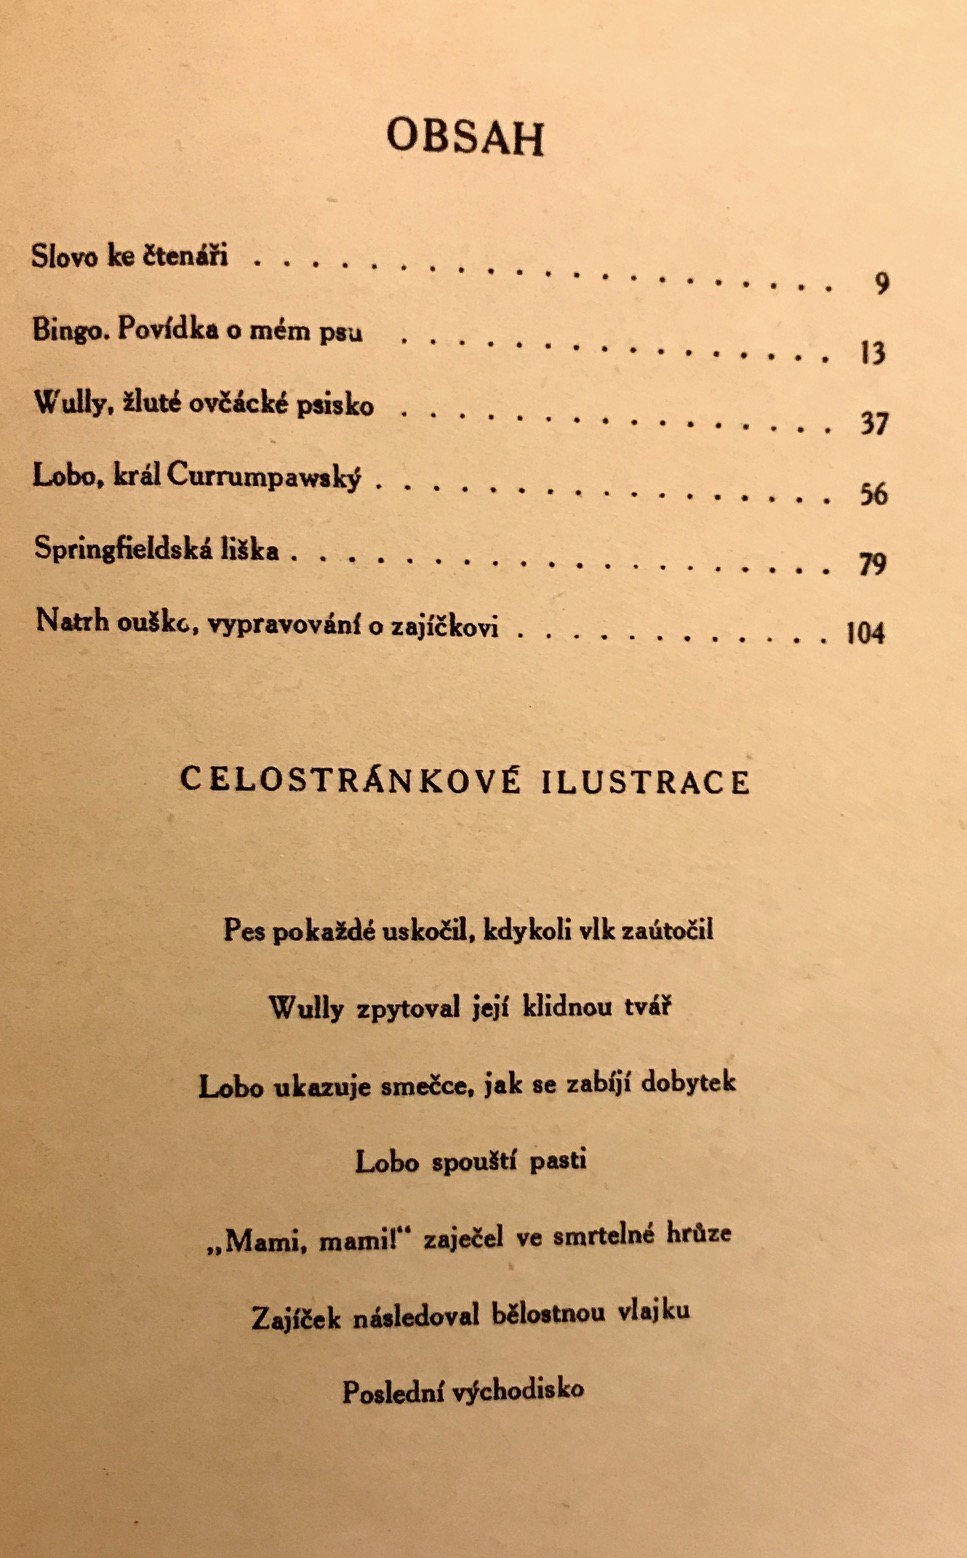 OBSAH
Slovo ke čtenáři . . . . . . . . . . . . . . . . . . . . 9
Bingo. Povídka o mém psu . . . . . . . . . . . . . . . 13
Wully, žluté ovčácké psisko . . . . . . . . . . . . . . . 37
Lobo, král Currumpawský . . . . . . . . . . . . . . . . 56
Springfieldská liška . . . . . . . . . . . . . . . . . . . 79
Natrh ouško, vypravování o zajíčkovi . . . . . . . . . . . 104
CELOSTRÁNKOVÉ ILUSTRACE
Pes pokaždé uskočil, kdykoli vlk zaútočil
Wully zpytoval její klidnou tvář
Lobo ukazuje smečce, jak se zabíjí dobytek
Lobo spouští pasti
„Mami, mami!“ zaječel ve smrtelné hrůze
Zajíček následoval bělostnou vlajku
Poslední východisko